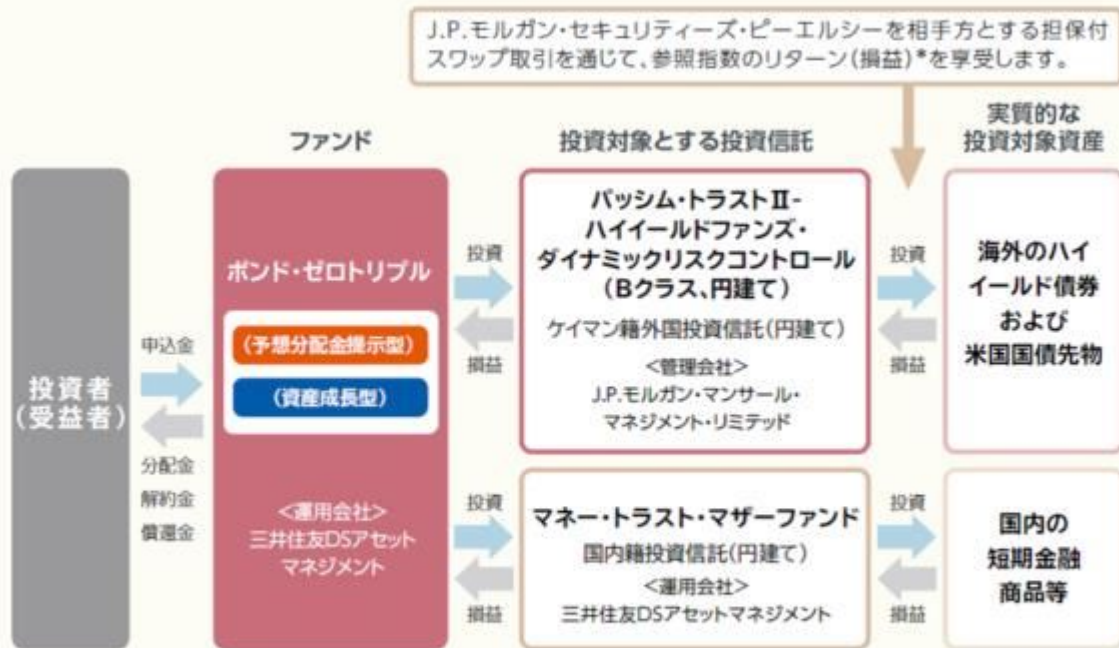 J.P.モルガン・セキュリティーズ・ピーエルシーを相手方とする担保付
スワップ取引を通じて、参照指数のリターン(損益)*を享受します。
ファンド
投資対象とする投資信託
実質的な
投資対象資産
投資者
(受益者)
申込金
分配金
解約金
償還金
ボンド・ゼロトリプル
(予想分配金提示型)
(資産成長型)
<運用会社>
三井住友DSアセット
マネジメント
投資
損益
パッシム・トラストⅡ-
ハイイールドファンズ・
ダイナミックリスクコントロール
(Bクラス、円建て)
ケイマン籍外国投資信託(円建て)
<管理会社>
J.P.モルガン・マンサール・
マネジメント・リミテッド
投資
損益
海外のハイ
イールド債券
および
米国国債先物
投資
損益
マネー・トラスト・マザーファンド
国内籍投資信託(円建て)
<運用会社>
三井住友DSアセットマネジメント
投資
損益
国内の
短期金融
商品等